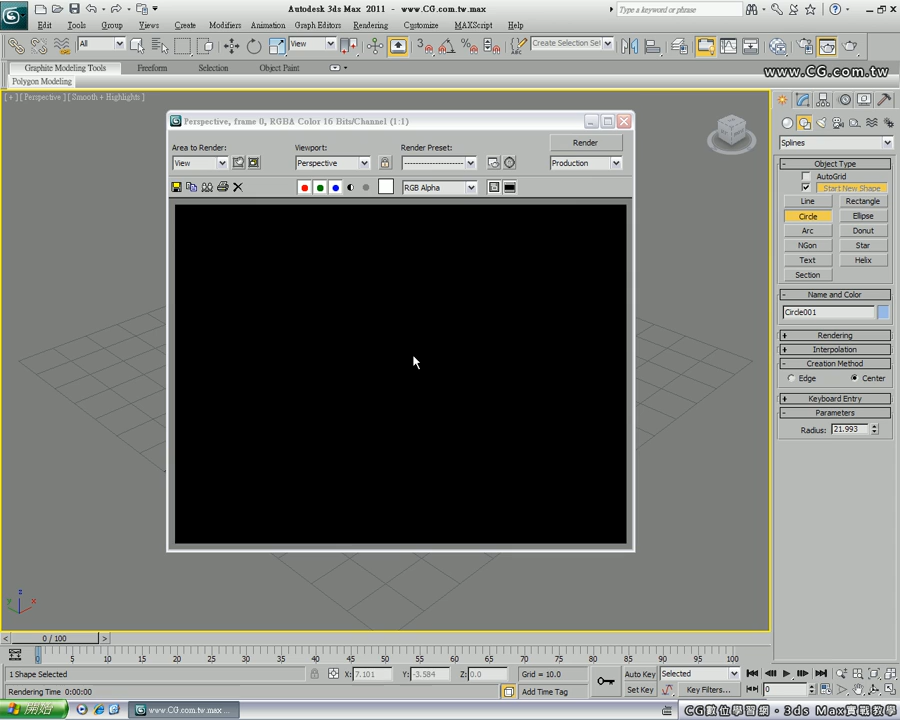 Autodesk 3ds Max 2011 - www.CG.com.tw.max
Type a keyword or phrase
Edit Tools Group Views Create Modifiers Animation Graph Editors Rendering Customize MAXScript Help
All
View
Create Selection Set
Graphite Modeling Tools Freeform Selection Object Paint
Polygon Modeling
www.CG.com.tw
[ + ] [ Perspective ] [ Smooth + Highlights ]
Perspective, frame 0, RGBA Color 16 Bits/Channel (1:1)
Area to Render:
View
Viewport:
Perspective
Render Preset:
Render
Production
RGB Alpha
Splines
- Object Type
AutoGrid
Start New Shape
Line Rectangle
Circle Ellipse
Arc Donut
NGon Star
Text Helix
Section
- Name and Color
Circle001
+ Rendering
+ Interpolation
- Creation Method
Edge Center
+ Keyboard Entry
- Parameters
Radius: 21.993
z
y x
< 0 / 100 >
0 5 10 15 20 25 30 35 40 45 50 55 60 65 70 75 80 85 90 95 100
1 Shape Selected
X: 7.101 Y: -3.584 Z: 0.0
Grid = 10.0
Auto Key Selected
Rendering Time 0:00:00
Add Time Tag
Set Key Key Filters...
0
開始
www.CG.com.tw.max ...
CG數位學習網·3ds Max實戰教學